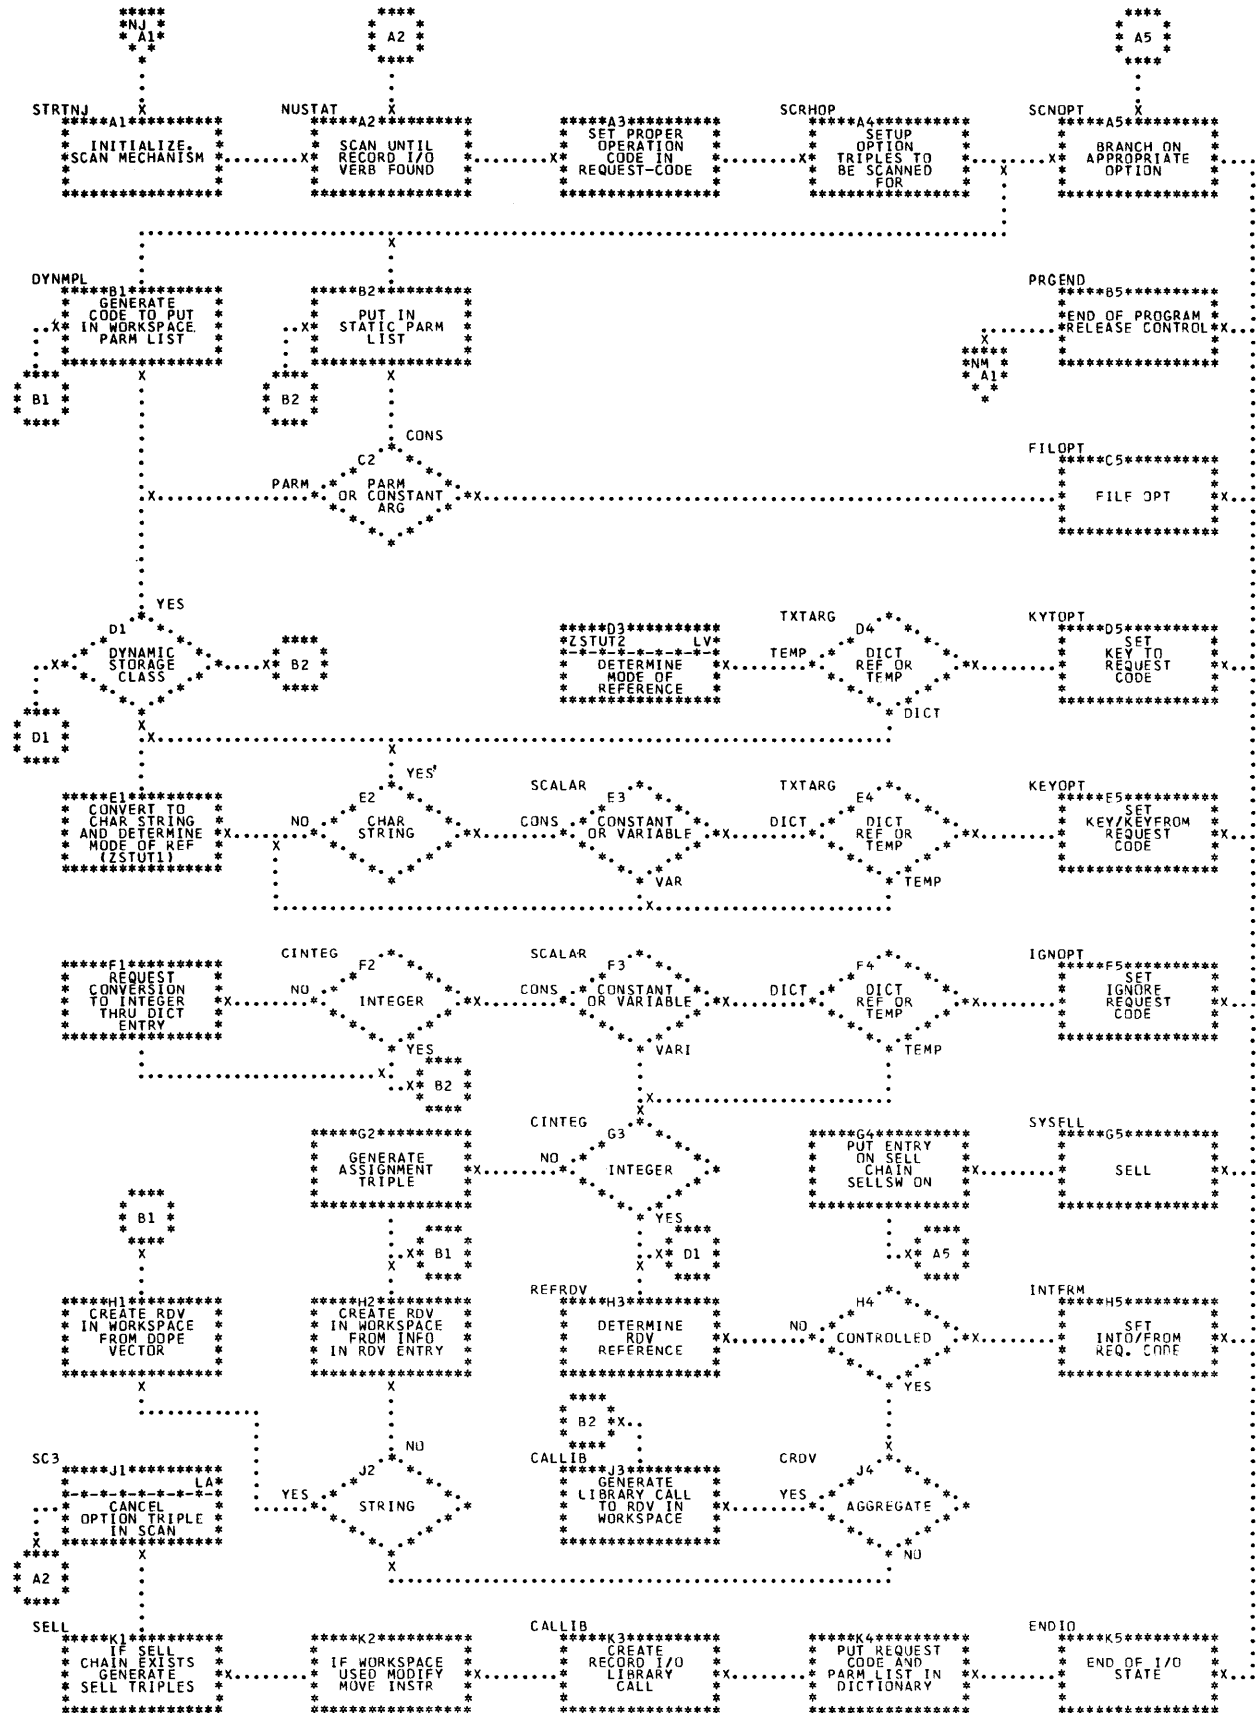 NJ
A1
A2
A5
STRTNJ
NUSTAT
SCRHOP
SCNOPT
A1
INITIALIZE.
SCAN MECHANISM
A2
SCAN UNTIL
RECORD I/O
VERB FOUND
A3
SET PROPER
OPERATION
CODE IN
REQUEST-CODE
A4
SETUP
OPTION
TRIPLES TO
BE SCANNED
FOR
A5
BRANCH ON
APPROPRIATE
OPTION
DYNMPL
PRGEND
B1
GENERATE
CODE TO PUT
IN WORKSPACE
PARM LIST
B2
PUT IN
STATIC PARM
LIST
B5
END OF PROGRAM
RELEASE CONTROL
B1
B2
NM
A1
CONS
FILOPT
PARM
C2
PARM
OR CONSTANT
ARG
C5
FILE OPT
YES
TXTARG
KYTOPT
D1
DYNAMIC
STORAGE
CLASS
B2
D3
ZSTUT2 LV
DETERMINE
MODE OF
REFERENCE
TEMP
D4
DICT
REF OR
TEMP
DICT
D5
SET
KEY TO
REQUEST
CODE
D1
YES'
SCALAR
TXTARG
KEYOPT
E1
CONVERT TO
CHAR STRING
AND DETERMINE
MODE OF REF
(ZSTUT1)
NO
E2
CHAR
STRING
CONS
E3
CONSTANT
OR VARIABLE
VAR
DICT
E4
DICT
REF OR
TEMP
TEMP
E5
SET
KEY/KEYFROM
REQUEST
CODE
CINTEG
SCALAR
IGNOPT
F1
REQUEST
CONVERSION
TO INTEGER
THRU DICT
ENTRY
NO
F2
INTEGER
YES
CONS
F3
CONSTANT
OR VARIABLE
VARI
DICT
F4
DICT
REF OR
TEMP
TEMP
F5
SET
IGNORE
REQUEST
CODE
B2
CINTEG
SYSELL
G2
GENERATE
ASSIGNMENT
TRIPLE
NO
G3
INTEGER
YES
G4
PUT ENTRY
ON SELL
CHAIN
SELLSW ON
G5
SELL
B1
B1
D1
A5
REFRDV
INTFRM
H1
CREATE RDV
IN WORKSPACE
FROM DOPE
VECTOR
H2
CREATE RDV
IN WORKSPACE
FROM INFO
IN RDV ENTRY
H3
DETERMINE
RDV
REFERENCE
NO
H4
CONTROLLED
YES
H5
SET
INTO/FROM
REQ. CODE
B2
SC3
NO
CALLIB
CRDV
J1
LA
CANCEL
OPTION TRIPLE
IN SCAN
YES
J2
STRING
J3
GENERATE
LIBRARY CALL
TO RDV IN
WORKSPACE
YES
J4
AGGREGATE
NO
A2
SELL
CALLIB
ENDIO
K1
IF SELL
CHAIN EXISTS
GENERATE
SELL TRIPLES
K2
IF WORKSPACE
USED MODIFY
MOVE INSTR
K3
CREATE
RECORD I/O
LIBRARY
CALL
K4
PUT REQUEST
CODE AND
PARM LIST IN
DICTIONARY
K5
END OF I/O
STATE